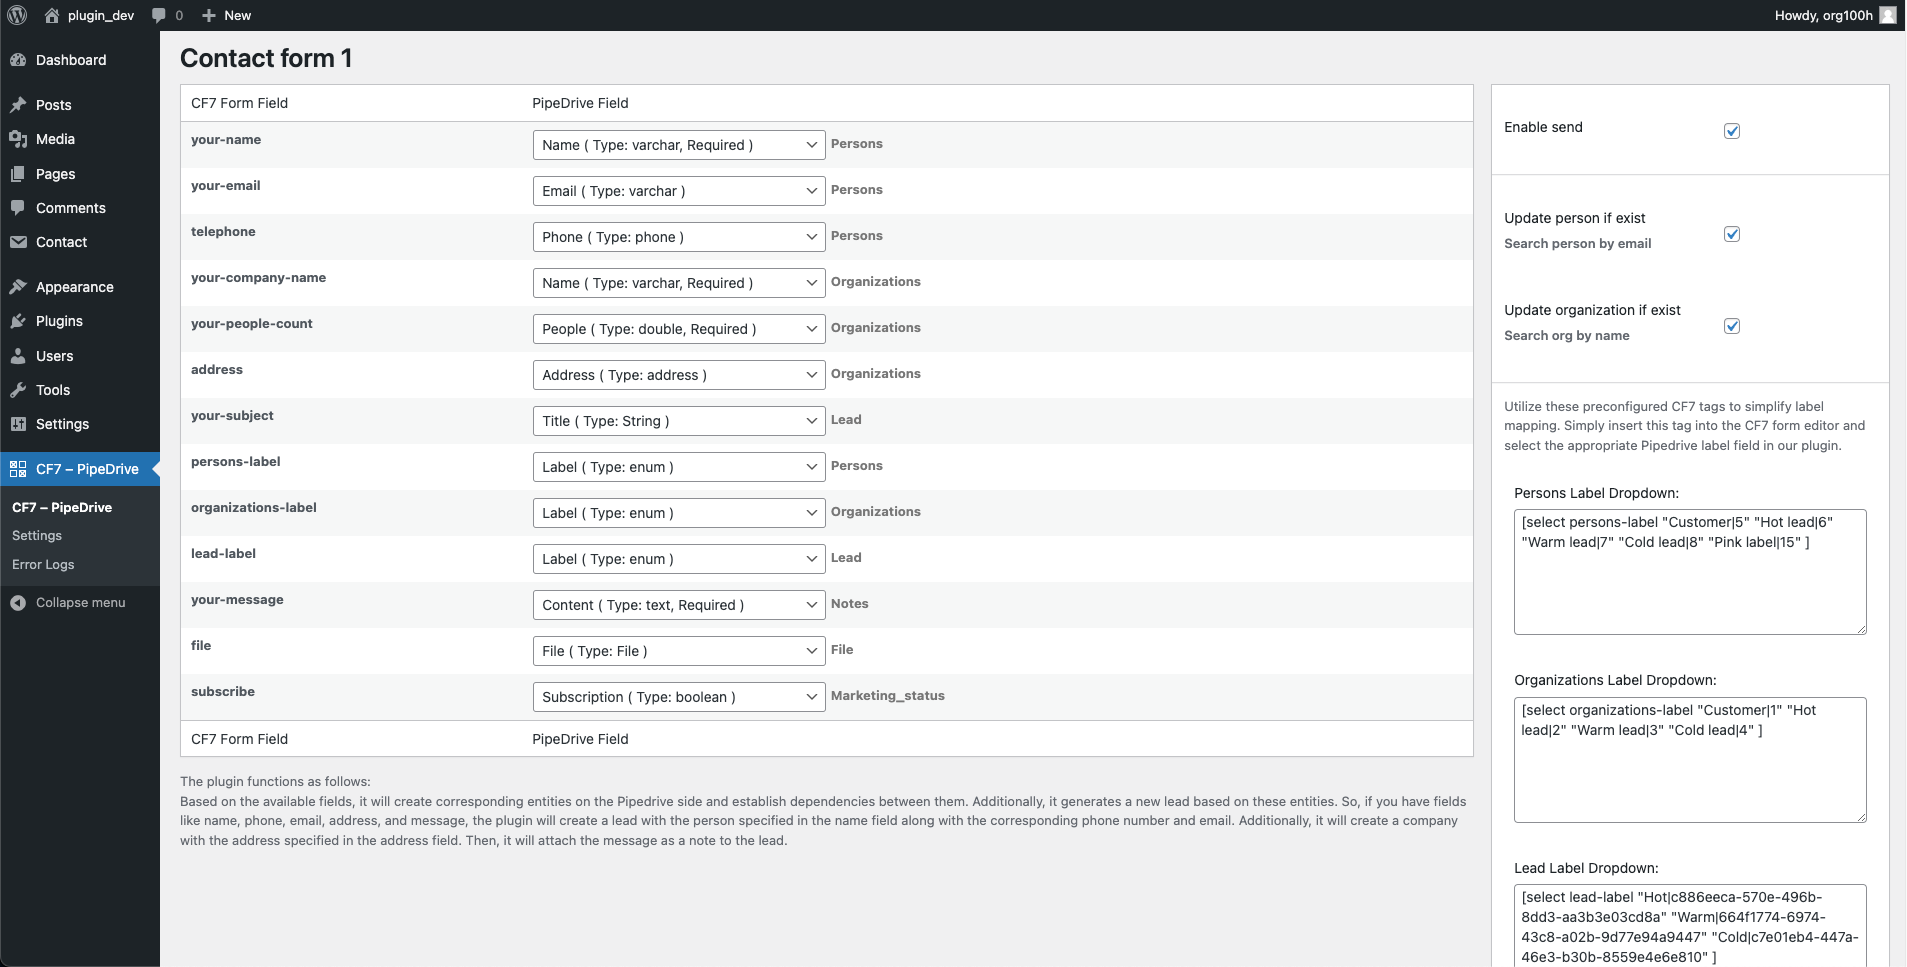 plugin_dev
0
New
Howdy, org100h
Dashboard
Posts
Media
Pages
Comments
Contact
Appearance
Plugins
Users
Tools
Settings
CF7 – PipeDrive
CF7 – PipeDrive
Settings
Error Logs
Collapse menu
Contact form 1
CF7 Form Field PipeDrive Field
your-name Name ( Type: varchar, Required ) Persons
your-email Email ( Type: varchar ) Persons
telephone Phone ( Type: phone ) Persons
your-company-name Name ( Type: varchar, Required ) Organizations
your-people-count People ( Type: double, Required ) Organizations
address Address ( Type: address ) Organizations
your-subject Title ( Type: String ) Lead
persons-label Label ( Type: enum ) Persons
organizations-label Label ( Type: enum ) Organizations
lead-label Label ( Type: enum ) Lead
your-message Content ( Type: text, Required ) Notes
file File ( Type: File ) File
subscribe Subscription ( Type: boolean ) Marketing_status
CF7 Form Field PipeDrive Field
The plugin functions as follows:
Based on the available fields, it will create corresponding entities on the Pipedrive side and establish dependencies between them. Additionally, it generates a new lead based on these entities. So, if you have fields
like name, phone, email, address, and message, the plugin will create a lead with the person specified in the name field along with the corresponding phone number and email. Additionally, it will create a company
with the address specified in the address field. Then, it will attach the message as a note to the lead.
Enable send
Update person if exist
Search person by email
Update organization if exist
Search org by name
Utilize these preconfigured CF7 tags to simplify label
mapping. Simply insert this tag into the CF7 form editor and
select the appropriate Pipedrive label field in our plugin.
Persons Label Dropdown:
[select persons-label "Customer|5" "Hot lead|6"
"Warm lead|7" "Cold lead|8" "Pink label|15" ]
Organizations Label Dropdown:
[select organizations-label "Customer|1" "Hot
lead|2" "Warm lead|3" "Cold lead|4" ]
Lead Label Dropdown:
[select lead-label "Hot|c886eeca-570e-496b-
8dd3-aa3b3e03cd8a" "Warm|664f1774-6974-
43c8-a02b-9d77e94a9447" "Cold|c7e01eb4-447a-
46e3-b30b-8559e4e6e810" ]